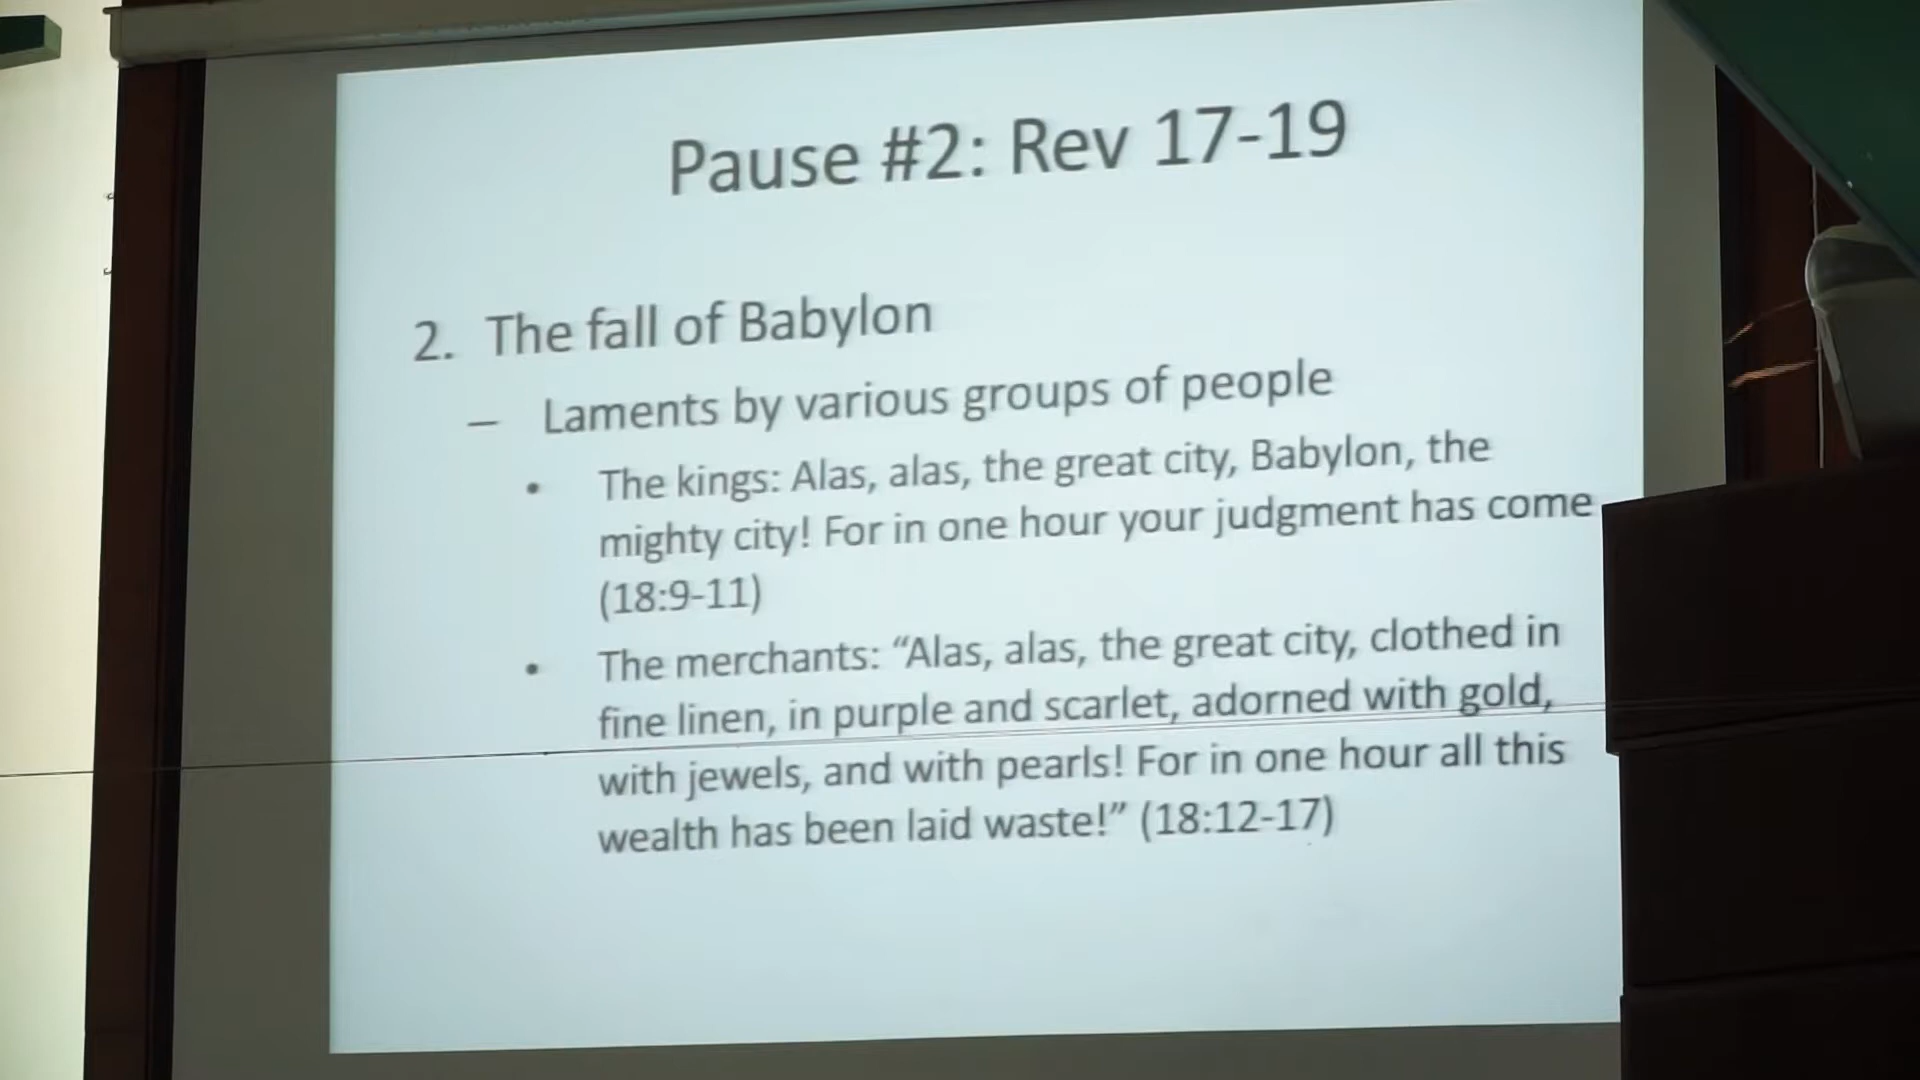 Pause #2: Rev 17-19
2. The fall of Babylon
– Laments by various groups of people
• The kings: Alas, alas, the great city, Babylon, the
mighty city! For in one hour your judgment has come
(18:9-11)
• The merchants: “Alas, alas, the great city, clothed in
fine linen, in purple and scarlet, adorned with gold,
with jewels, and with pearls! For in one hour all this
wealth has been laid waste!” (18:12-17)